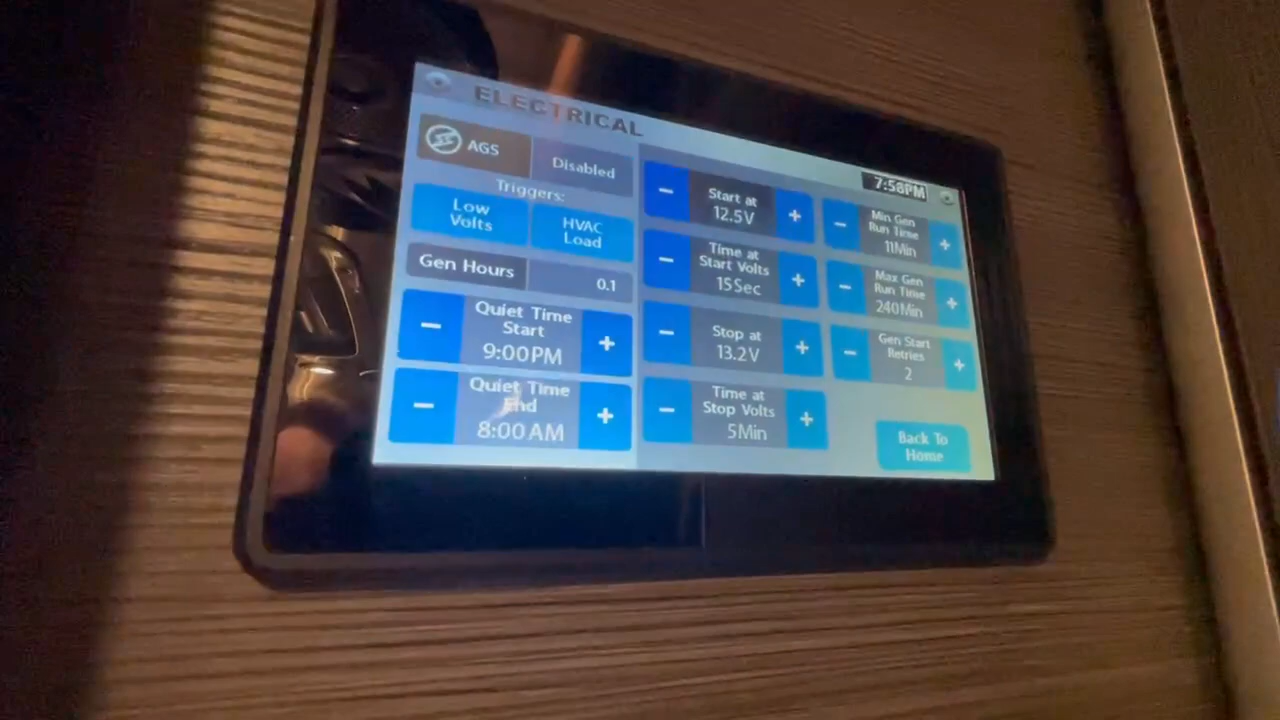 ELECTRICAL
7:58PM
AGS
Disabled
Triggers:
Low
Volts
HVAC
Load
Gen Hours
0.1
Quiet Time
Start
9:00PM
Quiet Time
End
8:00AM
Start at
12.5V
Time at
Start Volts
15Sec
Stop at
13.2V
Time at
Stop Volts
5Min
Min Gen
Run Time
11Min
Max Gen
Run Time
240Min
Gen Start
Retries
2
Back To
Home